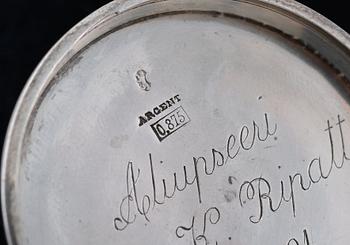 ARGENT
0,875
Aliupseeri
K. Ripatt